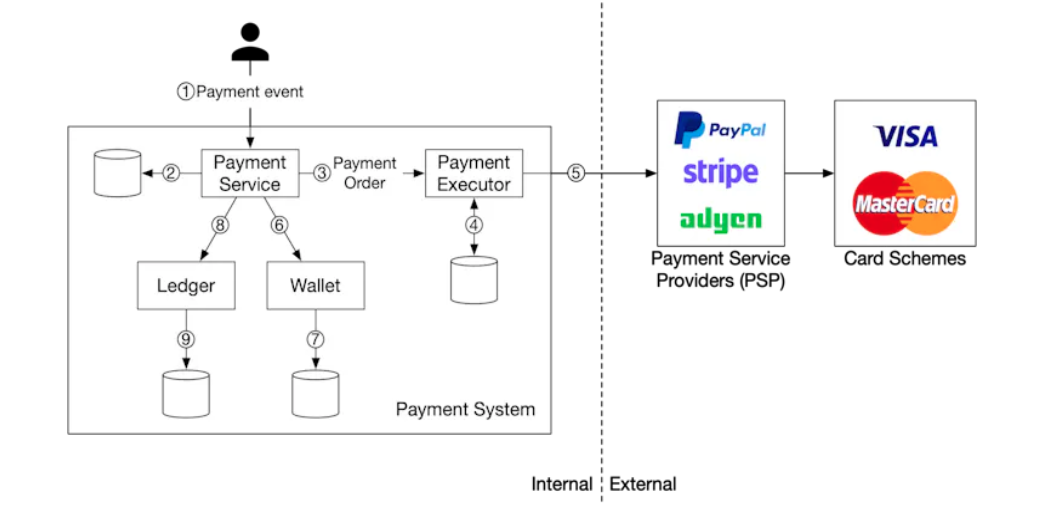 ①Payment event
Payment
Service
②
③ Payment
Order
Payment
Executor
⑤
⑧
⑥
④
Ledger
Wallet
⑨
⑦
Payment System
PayPal
stripe
adyen
Payment Service
Providers (PSP)
VISA
MasterCard
Card Schemes
Internal
External